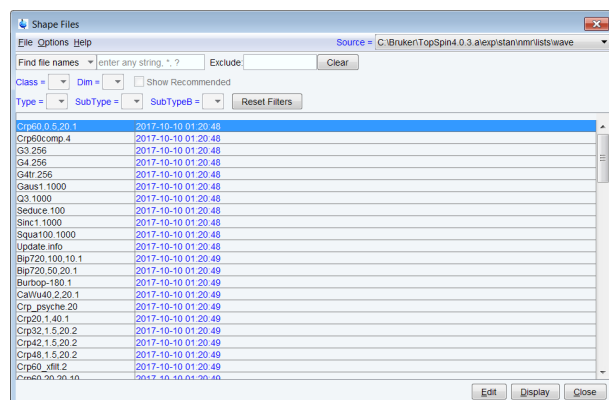 Shape Files
File Options Help Source = C:\Bruker\TopSpin4.0.3.a\exp\stan\nmr\lists\wave
Find file names enter any string, *, ? Exclude: Clear
Class = Dim = Show Recommended
Type = SubType = SubTypeB = Reset Filters
Crp60,0.5,20.1 2017-10-10 01:20:48
Crp60comp.4 2017-10-10 01:20:48
G3.256 2017-10-10 01:20:48
G4.256 2017-10-10 01:20:48
G4tr.256 2017-10-10 01:20:48
Gaus1.1000 2017-10-10 01:20:48
Q3.1000 2017-10-10 01:20:48
Seduce.100 2017-10-10 01:20:48
Sinc1.1000 2017-10-10 01:20:48
Squa100.1000 2017-10-10 01:20:48
Update.info 2017-10-10 01:20:48
Bip720,100,10.1 2017-10-10 01:20:49
Bip720,50,20.1 2017-10-10 01:20:49
Burbop-180.1 2017-10-10 01:20:49
CaWu40,2,20.1 2017-10-10 01:20:49
Crp_psyche.20 2017-10-10 01:20:49
Crp20,1,40.1 2017-10-10 01:20:49
Crp32,1.5,20.2 2017-10-10 01:20:49
Crp42,1.5,20.2 2017-10-10 01:20:49
Crp48,1.5,20.2 2017-10-10 01:20:49
Crp60_xfilt.2 2017-10-10 01:20:49
Crp60,20,20.10 2017-10-10 01:20:49
Edit Display Close